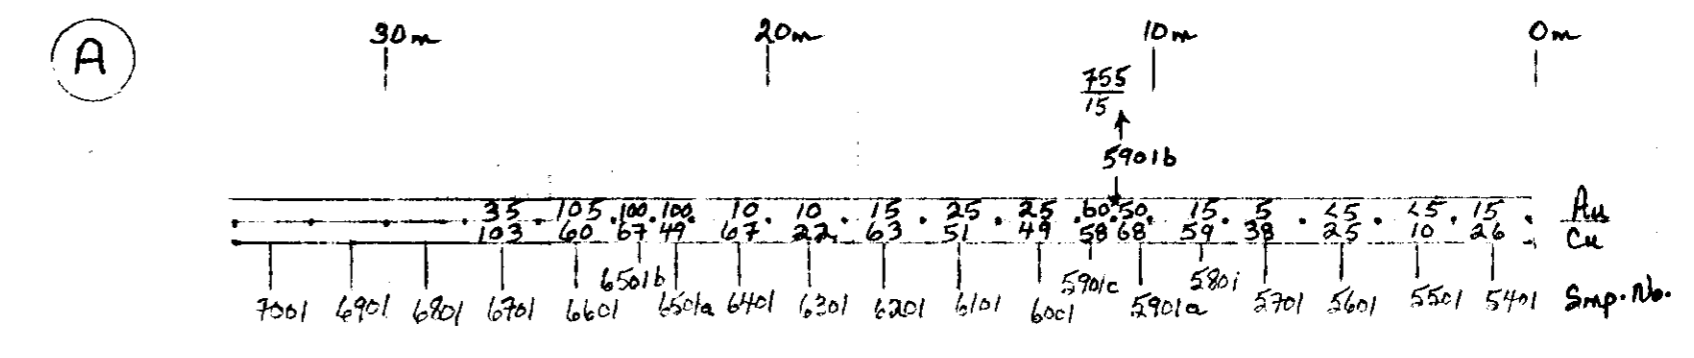 A
30m 20m 10m 0m
755
15
5901b
35 105 100 100 10 10 15 25 25 60 50 15 5 <5 <5 15 Au
103 60 67 49 67 22 63 51 49 58 68 59 38 25 10 26 Cu
6501b 5901c 5801
7001 6901 6801 6701 6601 6501a 6401 6301 6201 6101 6001 5901a 5701 5601 5501 5401 Smp. No.